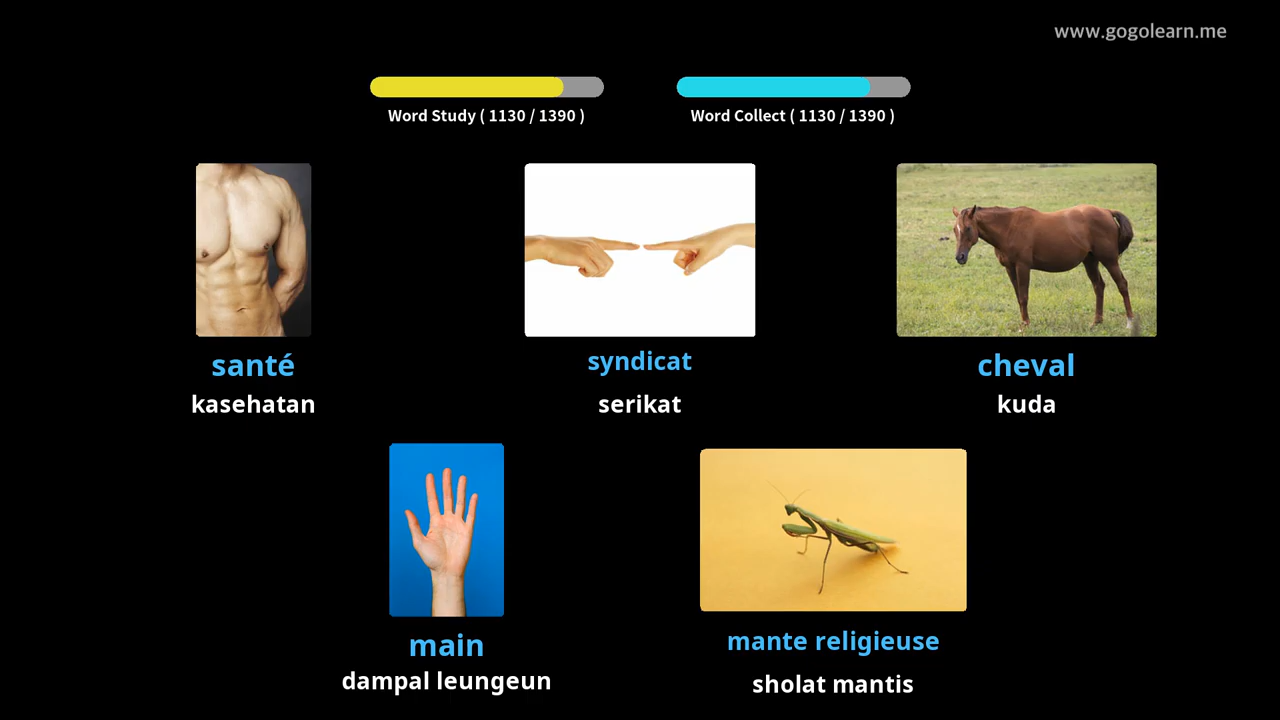 www.gogolearn.me
Word Study ( 1130 / 1390 )
Word Collect ( 1130 / 1390 )
santé
kasehatan
syndicat
serikat
cheval
kuda
main
dampal leungeun
mante religieuse
sholat mantis